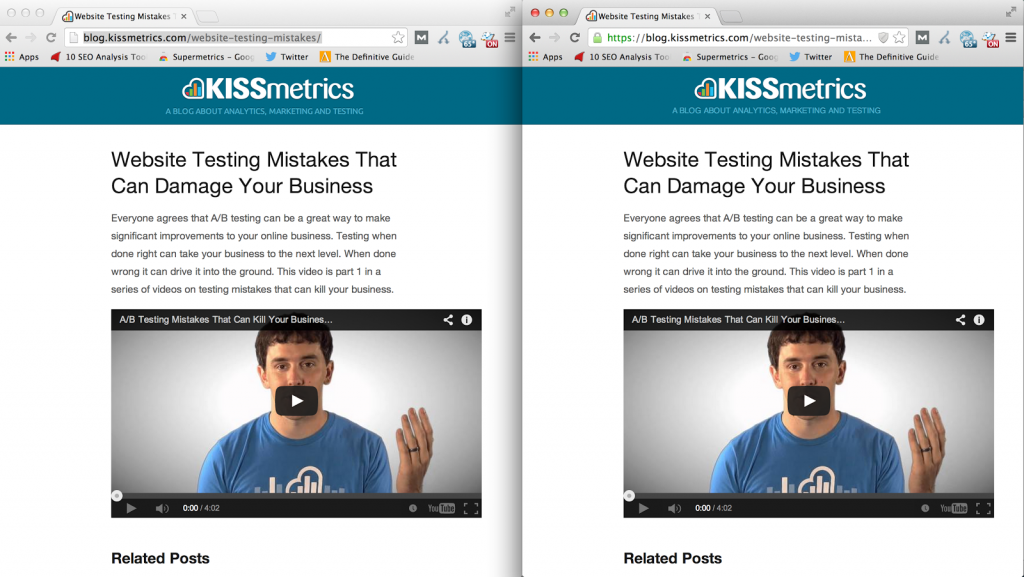 Website Testing Mistakes T
blog.kissmetrics.com/website-testing-mistakes/
65°
ON
Apps
10 SEO Analysis Too
Supermetrics – Goog
Twitter
The Definitive Guide
KISSmetrics
A BLOG ABOUT ANALYTICS, MARKETING AND TESTING
Website Testing Mistakes That
Can Damage Your Business
Everyone agrees that A/B testing can be a great way to make
significant improvements to your online business. Testing when
done right can take your business to the next level. When done
wrong it can drive it into the ground. This video is part 1 in a
series of videos on testing mistakes that can kill your business.
A/B Testing Mistakes That Can Kill Your Busines...
0:00 / 4:02
YouTube
Related Posts
Website Testing Mistakes T
https://blog.kissmetrics.com/website-testing-mista...
65°
ON
Apps
10 SEO Analysis Too
Supermetrics – Goog
Twitter
The Definitive Guide
KISSmetrics
A BLOG ABOUT ANALYTICS, MARKETING AND TESTING
Website Testing Mistakes That
Can Damage Your Business
Everyone agrees that A/B testing can be a great way to make
significant improvements to your online business. Testing when
done right can take your business to the next level. When done
wrong it can drive it into the ground. This video is part 1 in a
series of videos on testing mistakes that can kill your business.
A/B Testing Mistakes That Can Kill Your Busines...
0:00 / 4:02
YouTube
Related Posts